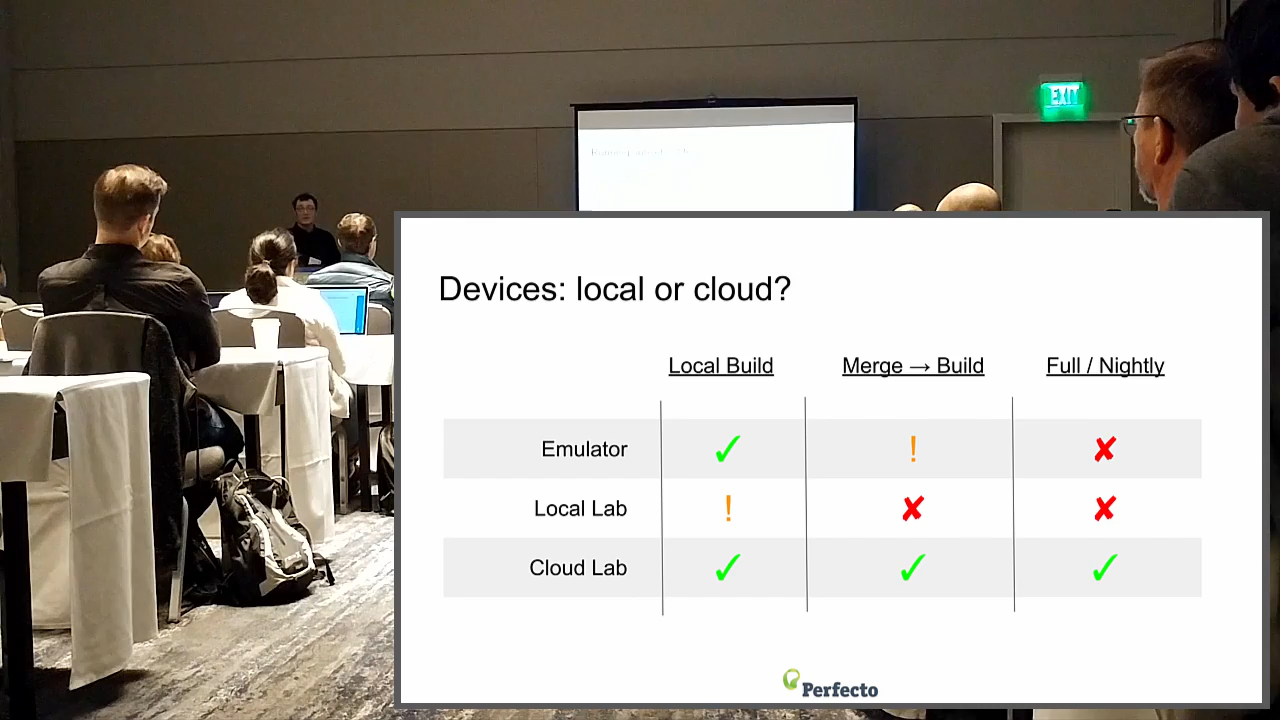 EXIT
Devices: local or cloud?
Local Build Merge → Build Full / Nightly
Emulator ✓ ! ✘
Local Lab ! ✘ ✘
Cloud Lab ✓ ✓ ✓
Perfecto